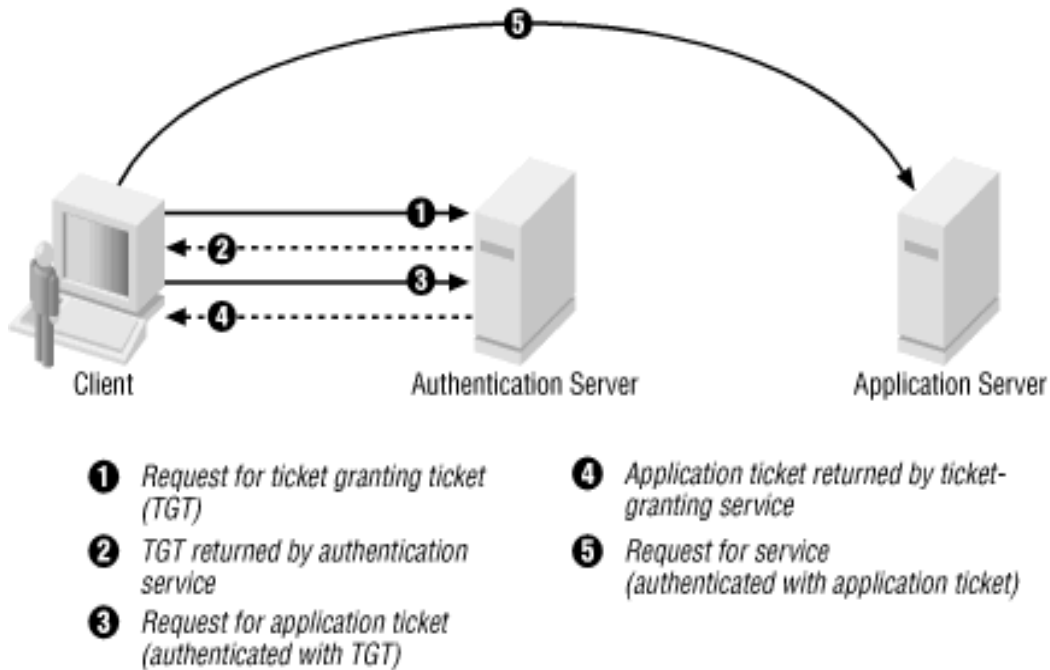 5
1
2
3
4
Client
Authentication Server
Application Server
1 Request for ticket granting ticket
(TGT)
2 TGT returned by authentication
service
3 Request for application ticket
(authenticated with TGT)
4 Application ticket returned by ticket-
granting service
5 Request for service
(authenticated with application ticket)